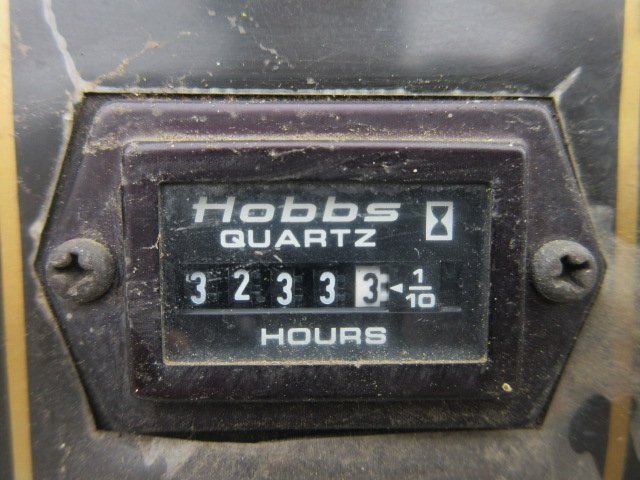 Hobbs
QUARTZ
3 2 3 3 3 ◄ 1/10
HOURS